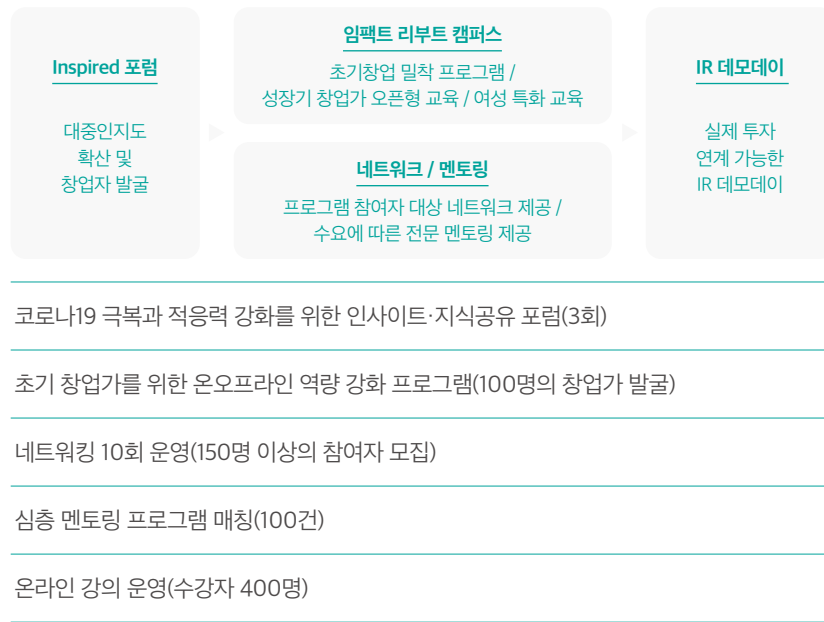 Inspired 포럼
대중인지도
확산 및
창업자 발굴
임팩트 리부트 캠퍼스
초기창업 밀착 프로그램 /
성장기 창업가 오픈형 교육 / 여성 특화 교육
네트워크 / 멘토링
프로그램 참여자 대상 네트워크 제공 /
수요에 따른 전문 멘토링 제공
IR 데모데이
실제 투자
연계 가능한
IR 데모데이
코로나19 극복과 적응력 강화를 위한 인사이트·지식공유 포럼(3회)
초기 창업가를 위한 온오프라인 역량 강화 프로그램(100명의 창업가 발굴)
네트워킹 10회 운영(150명 이상의 참여자 모집)
심층 멘토링 프로그램 매칭(100건)
온라인 강의 운영(수강자 400명)